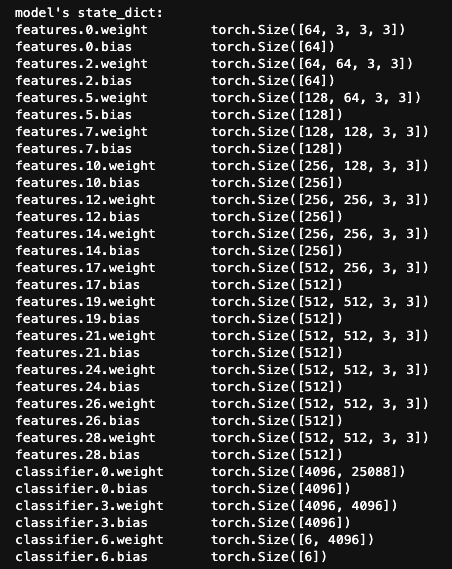 model's state_dict:
features.0.weight torch.Size([64, 3, 3, 3])
features.0.bias torch.Size([64])
features.2.weight torch.Size([64, 64, 3, 3])
features.2.bias torch.Size([64])
features.5.weight torch.Size([128, 64, 3, 3])
features.5.bias torch.Size([128])
features.7.weight torch.Size([128, 128, 3, 3])
features.7.bias torch.Size([128])
features.10.weight torch.Size([256, 128, 3, 3])
features.10.bias torch.Size([256])
features.12.weight torch.Size([256, 256, 3, 3])
features.12.bias torch.Size([256])
features.14.weight torch.Size([256, 256, 3, 3])
features.14.bias torch.Size([256])
features.17.weight torch.Size([512, 256, 3, 3])
features.17.bias torch.Size([512])
features.19.weight torch.Size([512, 512, 3, 3])
features.19.bias torch.Size([512])
features.21.weight torch.Size([512, 512, 3, 3])
features.21.bias torch.Size([512])
features.24.weight torch.Size([512, 512, 3, 3])
features.24.bias torch.Size([512])
features.26.weight torch.Size([512, 512, 3, 3])
features.26.bias torch.Size([512])
features.28.weight torch.Size([512, 512, 3, 3])
features.28.bias torch.Size([512])
classifier.0.weight torch.Size([4096, 25088])
classifier.0.bias torch.Size([4096])
classifier.3.weight torch.Size([4096, 4096])
classifier.3.bias torch.Size([4096])
classifier.6.weight torch.Size([6, 4096])
classifier.6.bias torch.Size([6])